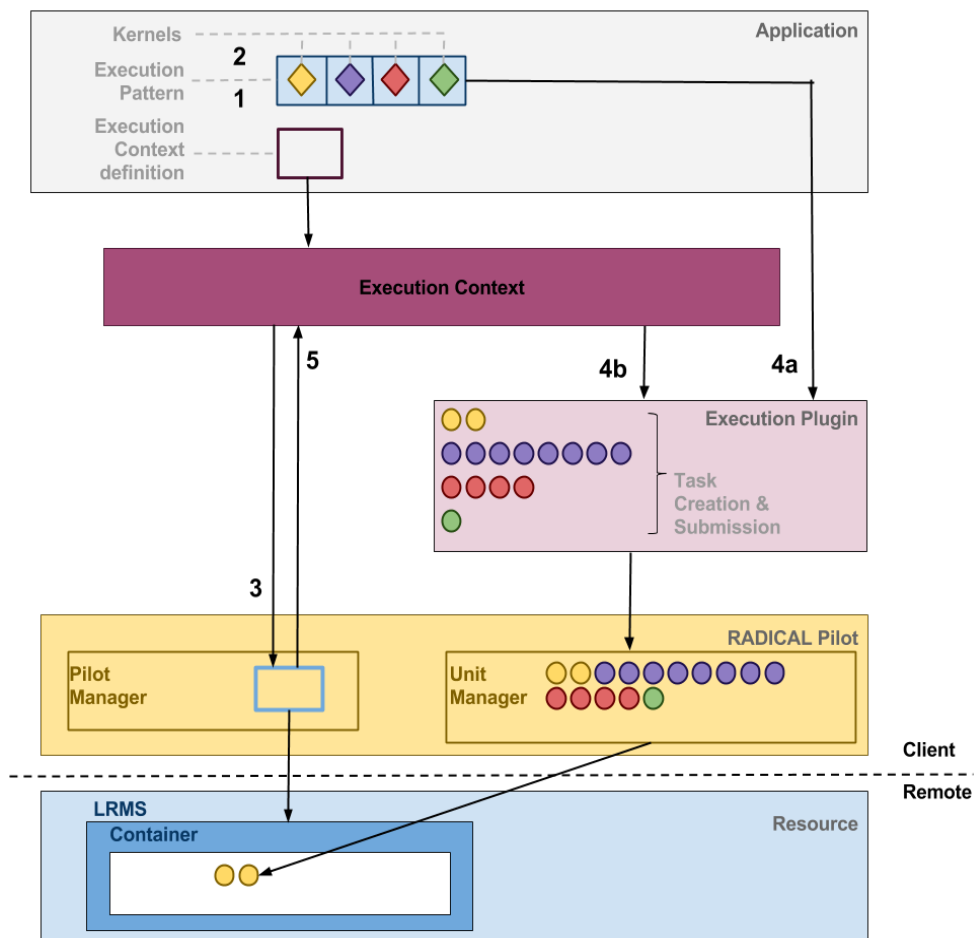 Application
Kernels
2
Execution
Pattern
1
Execution
Context
definition
Execution Context
5
4b
4a
Execution Plugin
Task
Creation &
Submission
3
RADICAL Pilot
Pilot
Manager
Unit
Manager
Client
Remote
LRMS
Container
Resource